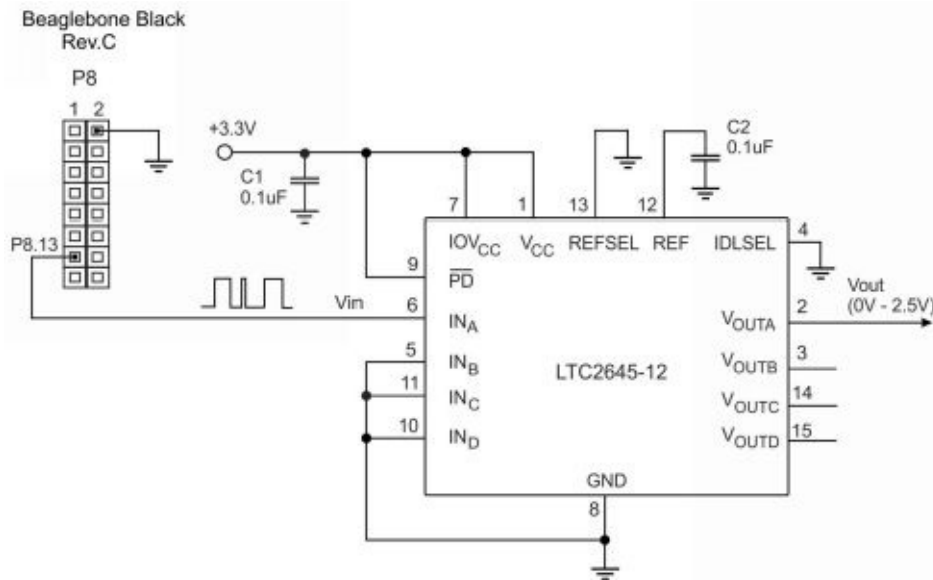 Beaglebone Black
Rev.C
P8
1 2
+3.3V
C1
0.1uF
C2
0.1uF
P8.13
7 1 13 12
IOVCC VCC REFSEL REF IDLSEL
4
9
PD
Vin
6
INA
5
INB
11
INC
10
IND
LTC2645-12
Vout
(0V - 2.5V)
2
VOUTA
3
VOUTB
14
VOUTC
15
VOUTD
GND
8